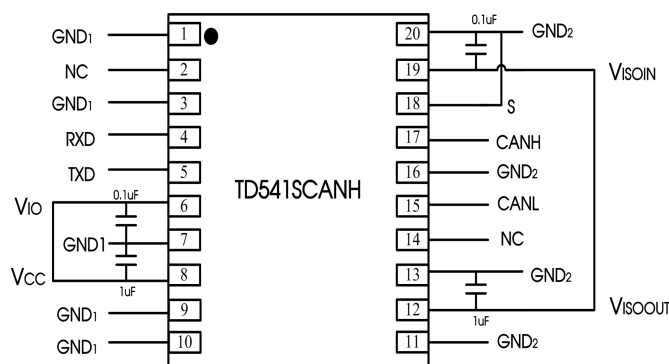 GND1 1 20 0.1uF GND2
NC 2 19 VISOIN
GND1 3 18 S
RXD 4 17 CANH
TXD 5 16 GND2
TD541SCANH
VIO 0.1uF 6 15 CANL
GND1 7 14 NC
VCC 1uF 8 13 GND2
GND1 9 12 1uF VISOOUT
GND1 10 11 GND2